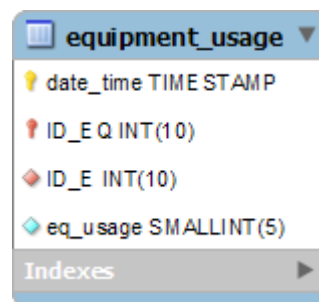 equipment_usage
date_time TIMESTAMP
ID_EQ INT(10)
ID_E INT(10)
eq_usage SMALLINT(5)
Indexes